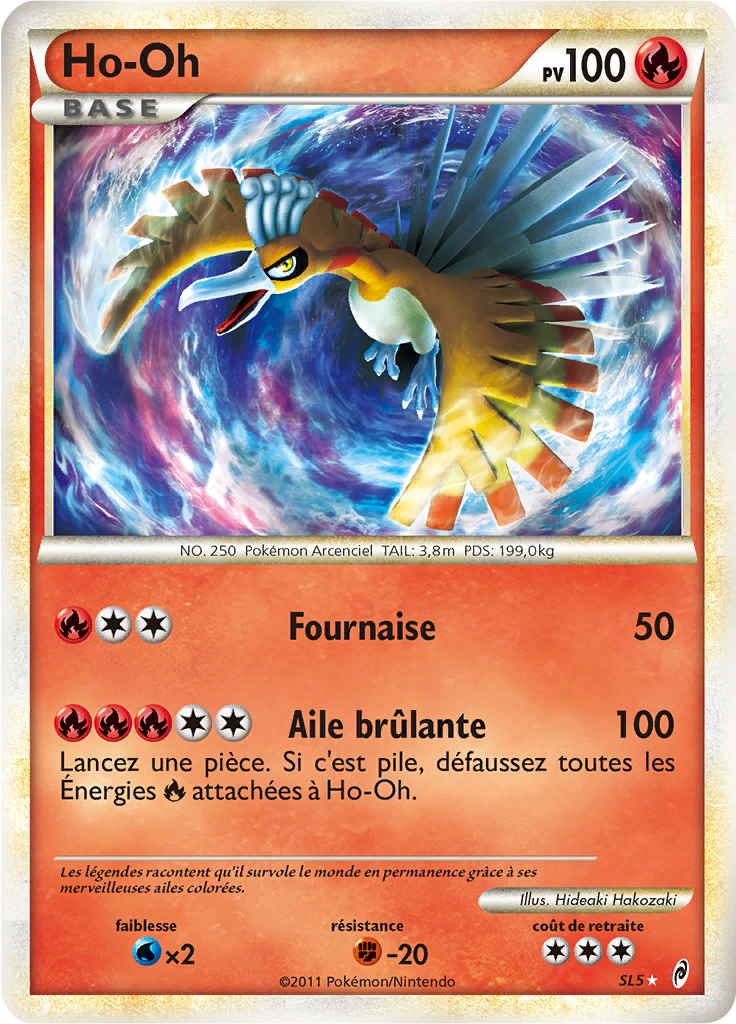 Ho-Oh
PV100
BASE
NO. 250 Pokémon Arcenciel TAIL: 3,8m PDS: 199,0kg
Fournaise 50
Aile brûlante 100
Lancez une pièce. Si c'est pile, défaussez toutes les
Énergies attachées à Ho-Oh.
Les légendes racontent qu'il survole le monde en permanence grâce à ses
merveilleuses ailes colorées.
Illus. Hideaki Hakozaki
faiblesse résistance coût de retraite
×2 -20
©2011 Pokémon/Nintendo SL5